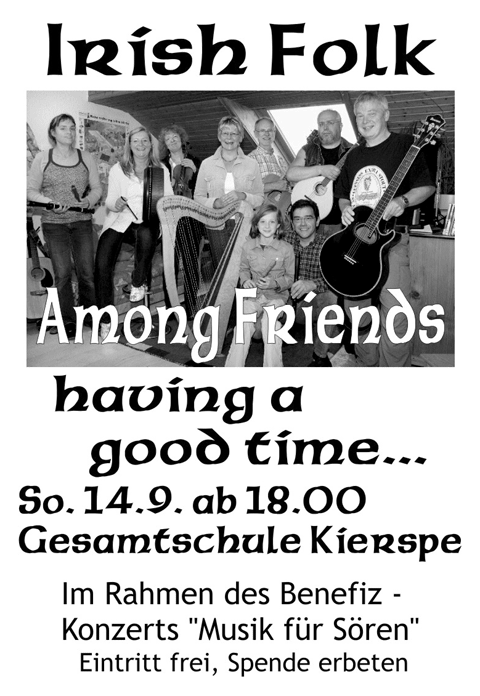 Irish Folk
Among Friends
having a
good time...
So. 14.9. ab 18.00
Gesamtschule Kierspe
Im Rahmen des Benefiz -
Konzerts "Musik für Sören"
Eintritt frei, Spende erbeten